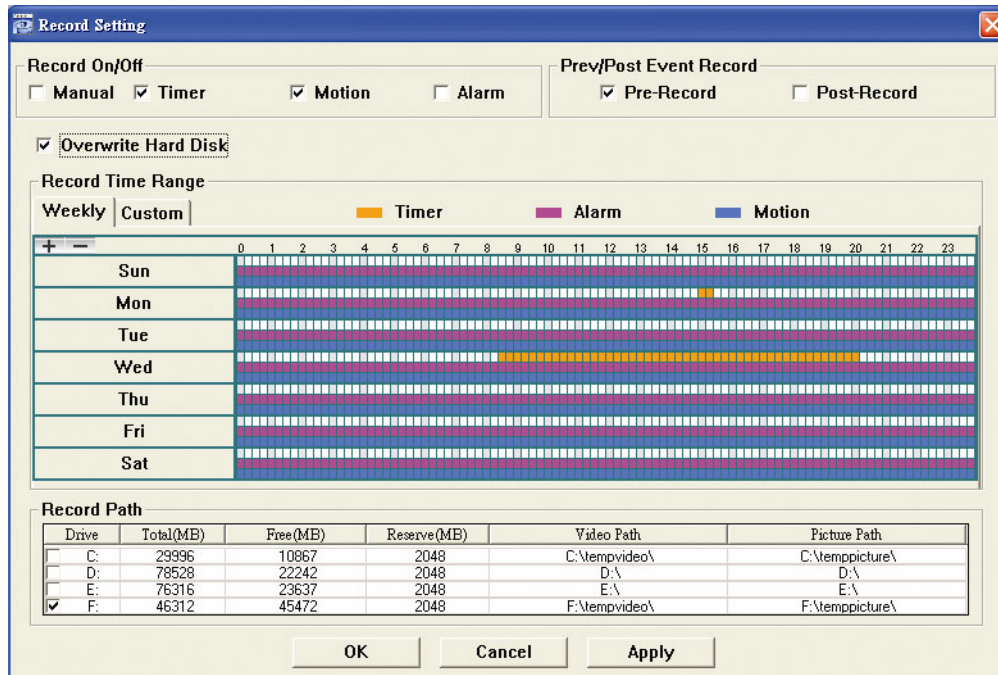 Record Setting
Record On/Off
Prev/Post Event Record
Manual Timer Motion Alarm Pre-Record Post-Record
Overwrite Hard Disk
Record Time Range
Weekly Custom Timer Alarm Motion
+ − 0 1 2 3 4 5 6 7 8 9 10 11 12 13 14 15 16 17 18 19 20 21 22 23
Sun
Mon
Tue
Wed
Thu
Fri
Sat
Record Path
Drive Total(MB) Free(MB) Reserve(MB) Video Path Picture Path
C: 29996 10867 2048 C:\tempvideo\ C:\temppicture\
D: 78528 22242 2048 D:\ D:\
E: 76316 23637 2048 E:\ E:\
F: 46312 45472 2048 F:\tempvideo\ F:\temppicture\
OK Cancel Apply